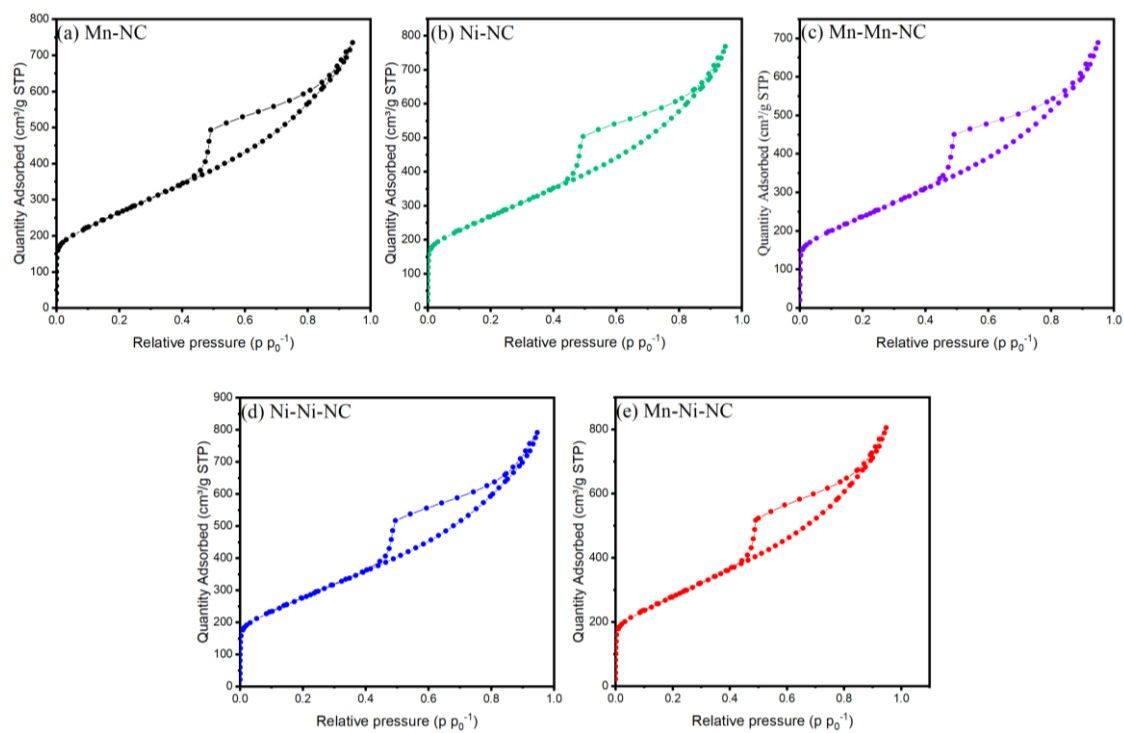 (a) Mn-NC
Quantity Adsorbed (cm³/g STP)
800
700
600
500
400
300
200
100
0
0.0 0.2 0.4 0.6 0.8 1.0
Relative pressure (p p₀⁻¹)
(b) Ni-NC
Quantity Adsorbed (cm³/g STP)
800
700
600
500
400
300
200
100
0
0.0 0.2 0.4 0.6 0.8 1.0
Relative pressure (p p₀⁻¹)
(c) Mn-Mn-NC
Quantity Adsorbed (cm³/g STP)
700
600
500
400
300
200
100
0
0.0 0.2 0.4 0.6 0.8 1.0
Relative pressure (p p₀⁻¹)
(d) Ni-Ni-NC
Quantity Adsorbed (cm³/g STP)
900
800
700
600
500
400
300
200
100
0
0.0 0.2 0.4 0.6 0.8 1.0
Relative pressure (p p₀⁻¹)
(e) Mn-Ni-NC
Quantity Adsorbed (cm³/g STP)
800
600
400
200
0
0.0 0.2 0.4 0.6 0.8 1.0
Relative pressure (p p₀⁻¹)